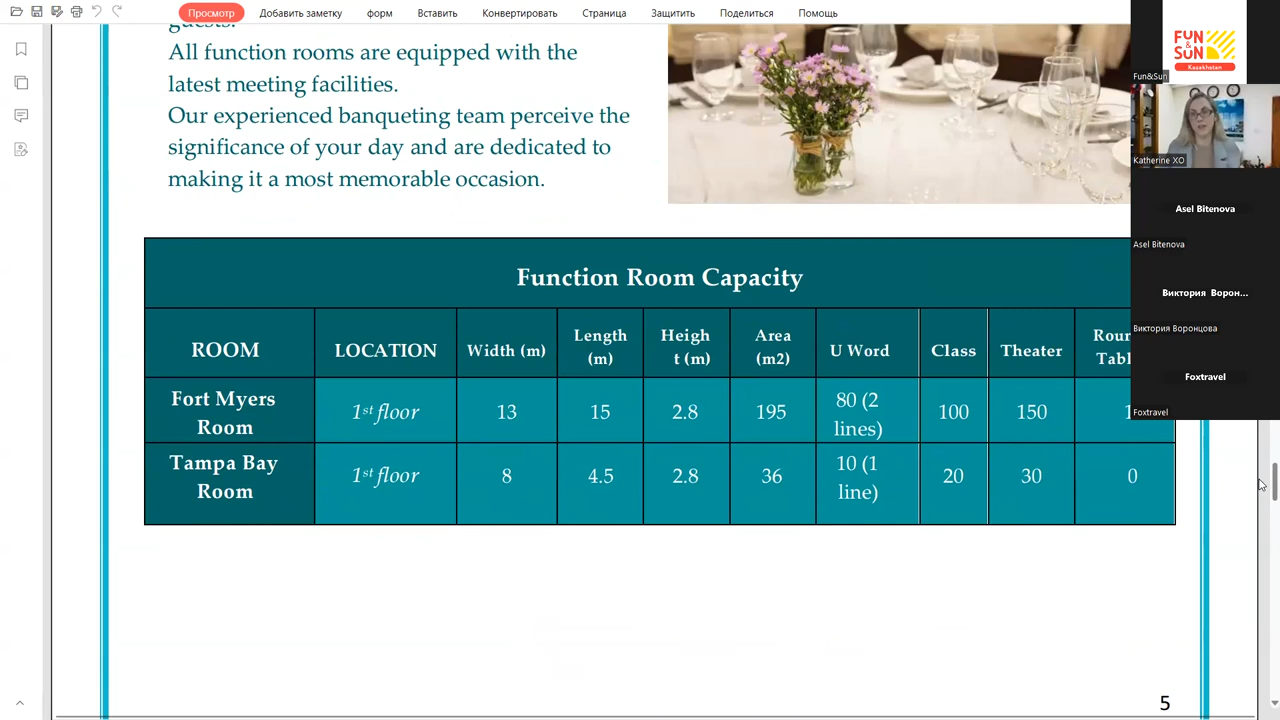 Просмотр Добавить заметку форм Вставить Конвертировать Страница Защитить Поделиться Помощь
guests.
All function rooms are equipped with the
latest meeting facilities.
Our experienced banqueting team perceive the
significance of your day and are dedicated to
making it a most memorable occasion.
FUN
&
SUN
Kazakhstan
Fun&Sun
Katherine XO
Asel Bitenova
Asel Bitenova
Виктория Ворон...
Виктория Воронцова
Foxtravel
Foxtravel
Function Room Capacity
ROOM LOCATION Width (m) Length (m) Heigh t (m) Area (m2) U Word Class Theater
Fort Myers Room 1st floor 13 15 2.8 195 80 (2 lines) 100 150
Tampa Bay Room 1st floor 8 4.5 2.8 36 10 (1 line) 20 30 0
5